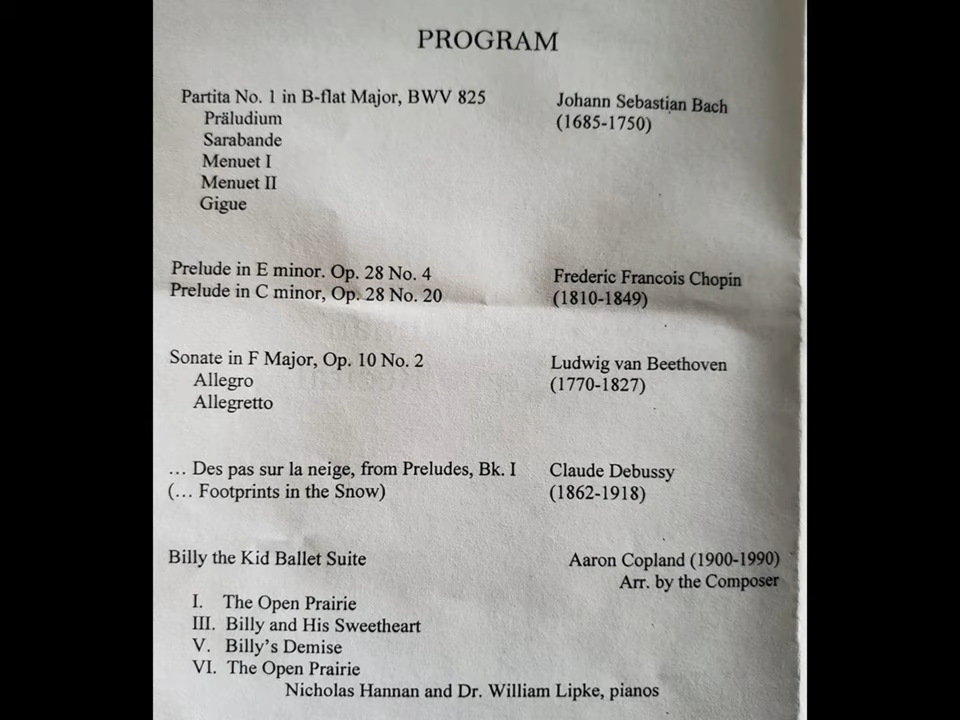 PROGRAM
Partita No. 1 in B-flat Major, BWV 825 Johann Sebastian Bach
Präludium (1685-1750)
Sarabande
Menuet I
Menuet II
Gigue
Prelude in E minor. Op. 28 No. 4 Frederic Francois Chopin
Prelude in C minor, Op. 28 No. 20 (1810-1849)
Sonate in F Major, Op. 10 No. 2 Ludwig van Beethoven
Allegro (1770-1827)
Allegretto
... Des pas sur la neige, from Preludes, Bk. I Claude Debussy
(... Footprints in the Snow) (1862-1918)
Billy the Kid Ballet Suite Aaron Copland (1900-1990)
Arr. by the Composer
I. The Open Prairie
III. Billy and His Sweetheart
V. Billy's Demise
VI. The Open Prairie
Nicholas Hannan and Dr. William Lipke, pianos